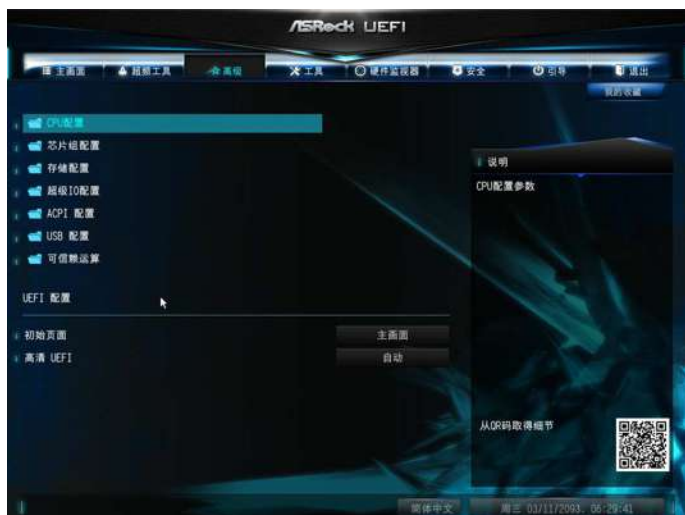 ASRock UEFI
主画面 超频工具 高级 工具 硬件监视器 安全 引导 退出
我的收藏
CPU配置
芯片组配置
存储配置
超级IO配置
ACPI 配置
USB 配置
可信赖运算
UEFI 配置
初始页面 主画面
高清 UEFI 自动
说明
CPU配置参数
从QR码取得细节
简体中文 周三 03/11/2093. 06:29:41